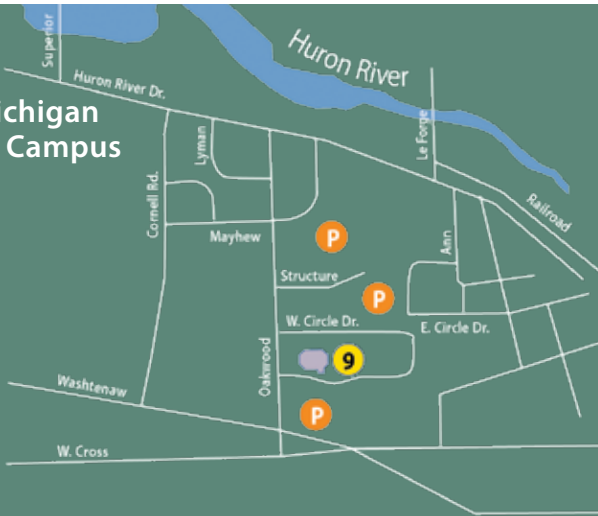 Superior
Huron River
Huron River Dr.
ichigan
Campus
Lyman
Le Forge
Cornell Rd.
Railroad
Mayhew
P
Ann
Structure
P
W. Circle Dr.
E. Circle Dr.
9
Oakwood
Washtenaw
P
W. Cross